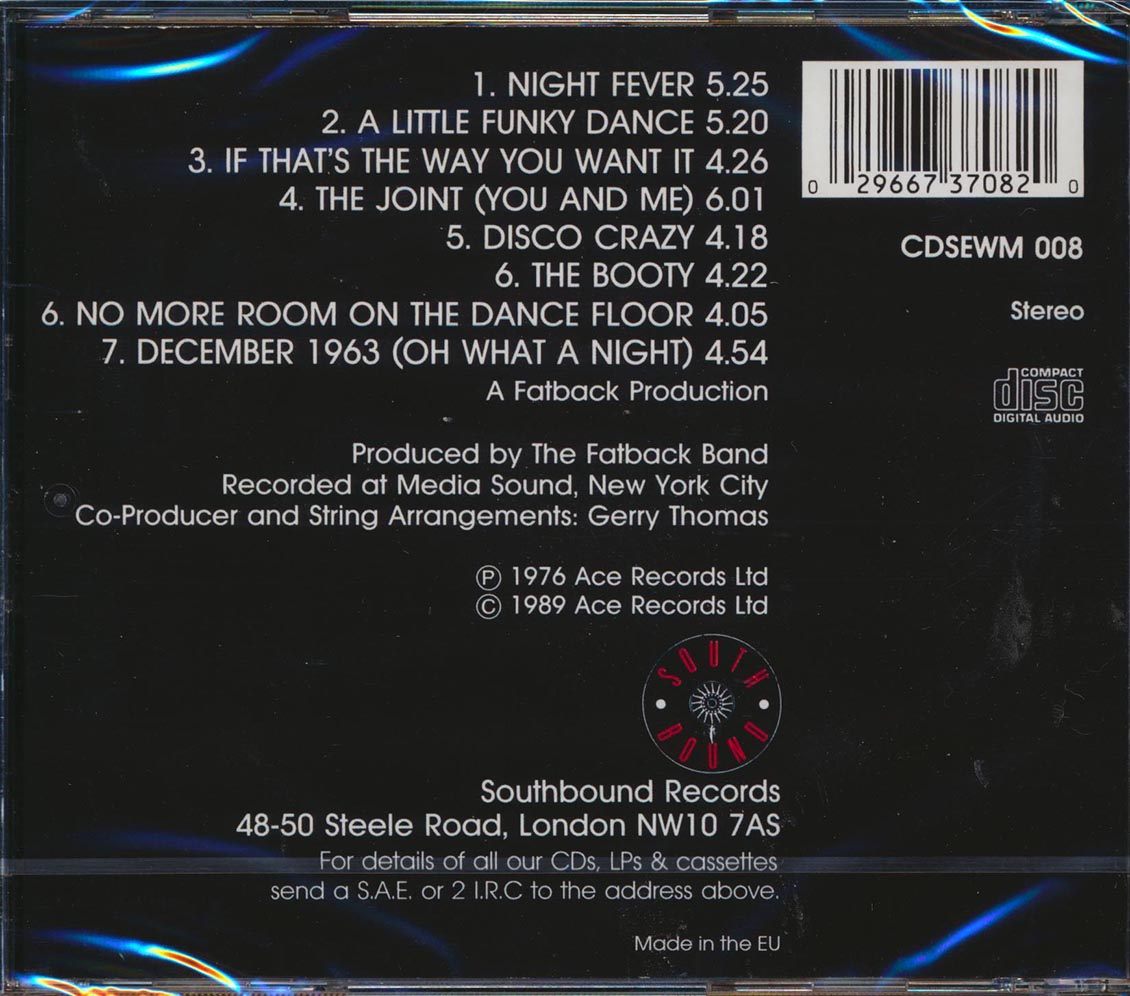 1. NIGHT FEVER 5.25
2. A LITTLE FUNKY DANCE 5.20
3. IF THAT'S THE WAY YOU WANT IT 4.26
4. THE JOINT (YOU AND ME) 6.01
5. DISCO CRAZY 4.18
6. THE BOOTY 4.22
6. NO MORE ROOM ON THE DANCE FLOOR 4.05
7. DECEMBER 1963 (OH WHAT A NIGHT) 4.54
A Fatback Production
Produced by The Fatback Band
Recorded at Media Sound, New York City
Co-Producer and String Arrangements: Gerry Thomas
Ⓟ 1976 Ace Records Ltd
© 1989 Ace Records Ltd
SOUTH
BOUND
Southbound Records
48-50 Steele Road, London NW10 7AS
For details of all our CDs, LPs & cassettes
send a S.A.E. or 2 I.R.C to the address above.
Made in the EU
0 29667 37082 0
CDSEWM 008
Stereo
COMPACT
disc
DIGITAL AUDIO